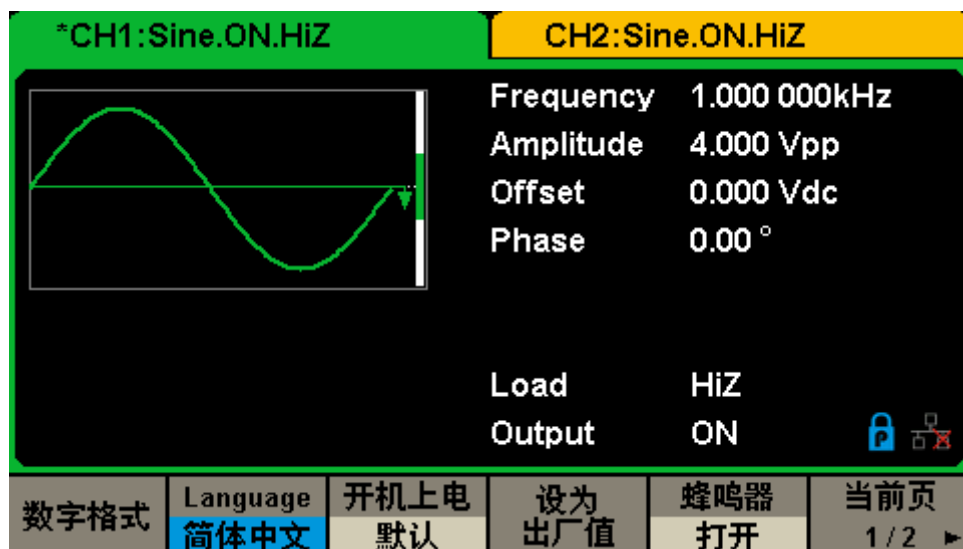 *CH1:Sine.ON.HiZ
CH2:Sine.ON.HiZ
Frequency 1.000 000kHz
Amplitude 4.000 Vpp
Offset 0.000 Vdc
Phase 0.00 °
Load HiZ
Output ON
P
数字格式
Language
简体中文
开机上电
默认
设为
出厂值
蜂鸣器
打开
当前页
1/2 ►